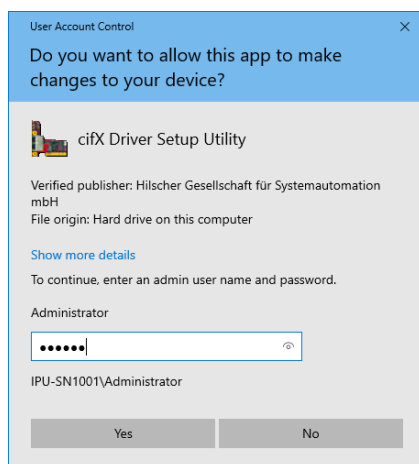 User Account Control
Do you want to allow this app to make
changes to your device?
cifX Driver Setup Utility
Verified publisher: Hilscher Gesellschaft für Systemautomation
mbH
File origin: Hard drive on this computer
Show more details
To continue, enter an admin user name and password.
Administrator
••••••
IPU-SN1001\Administrator
Yes No